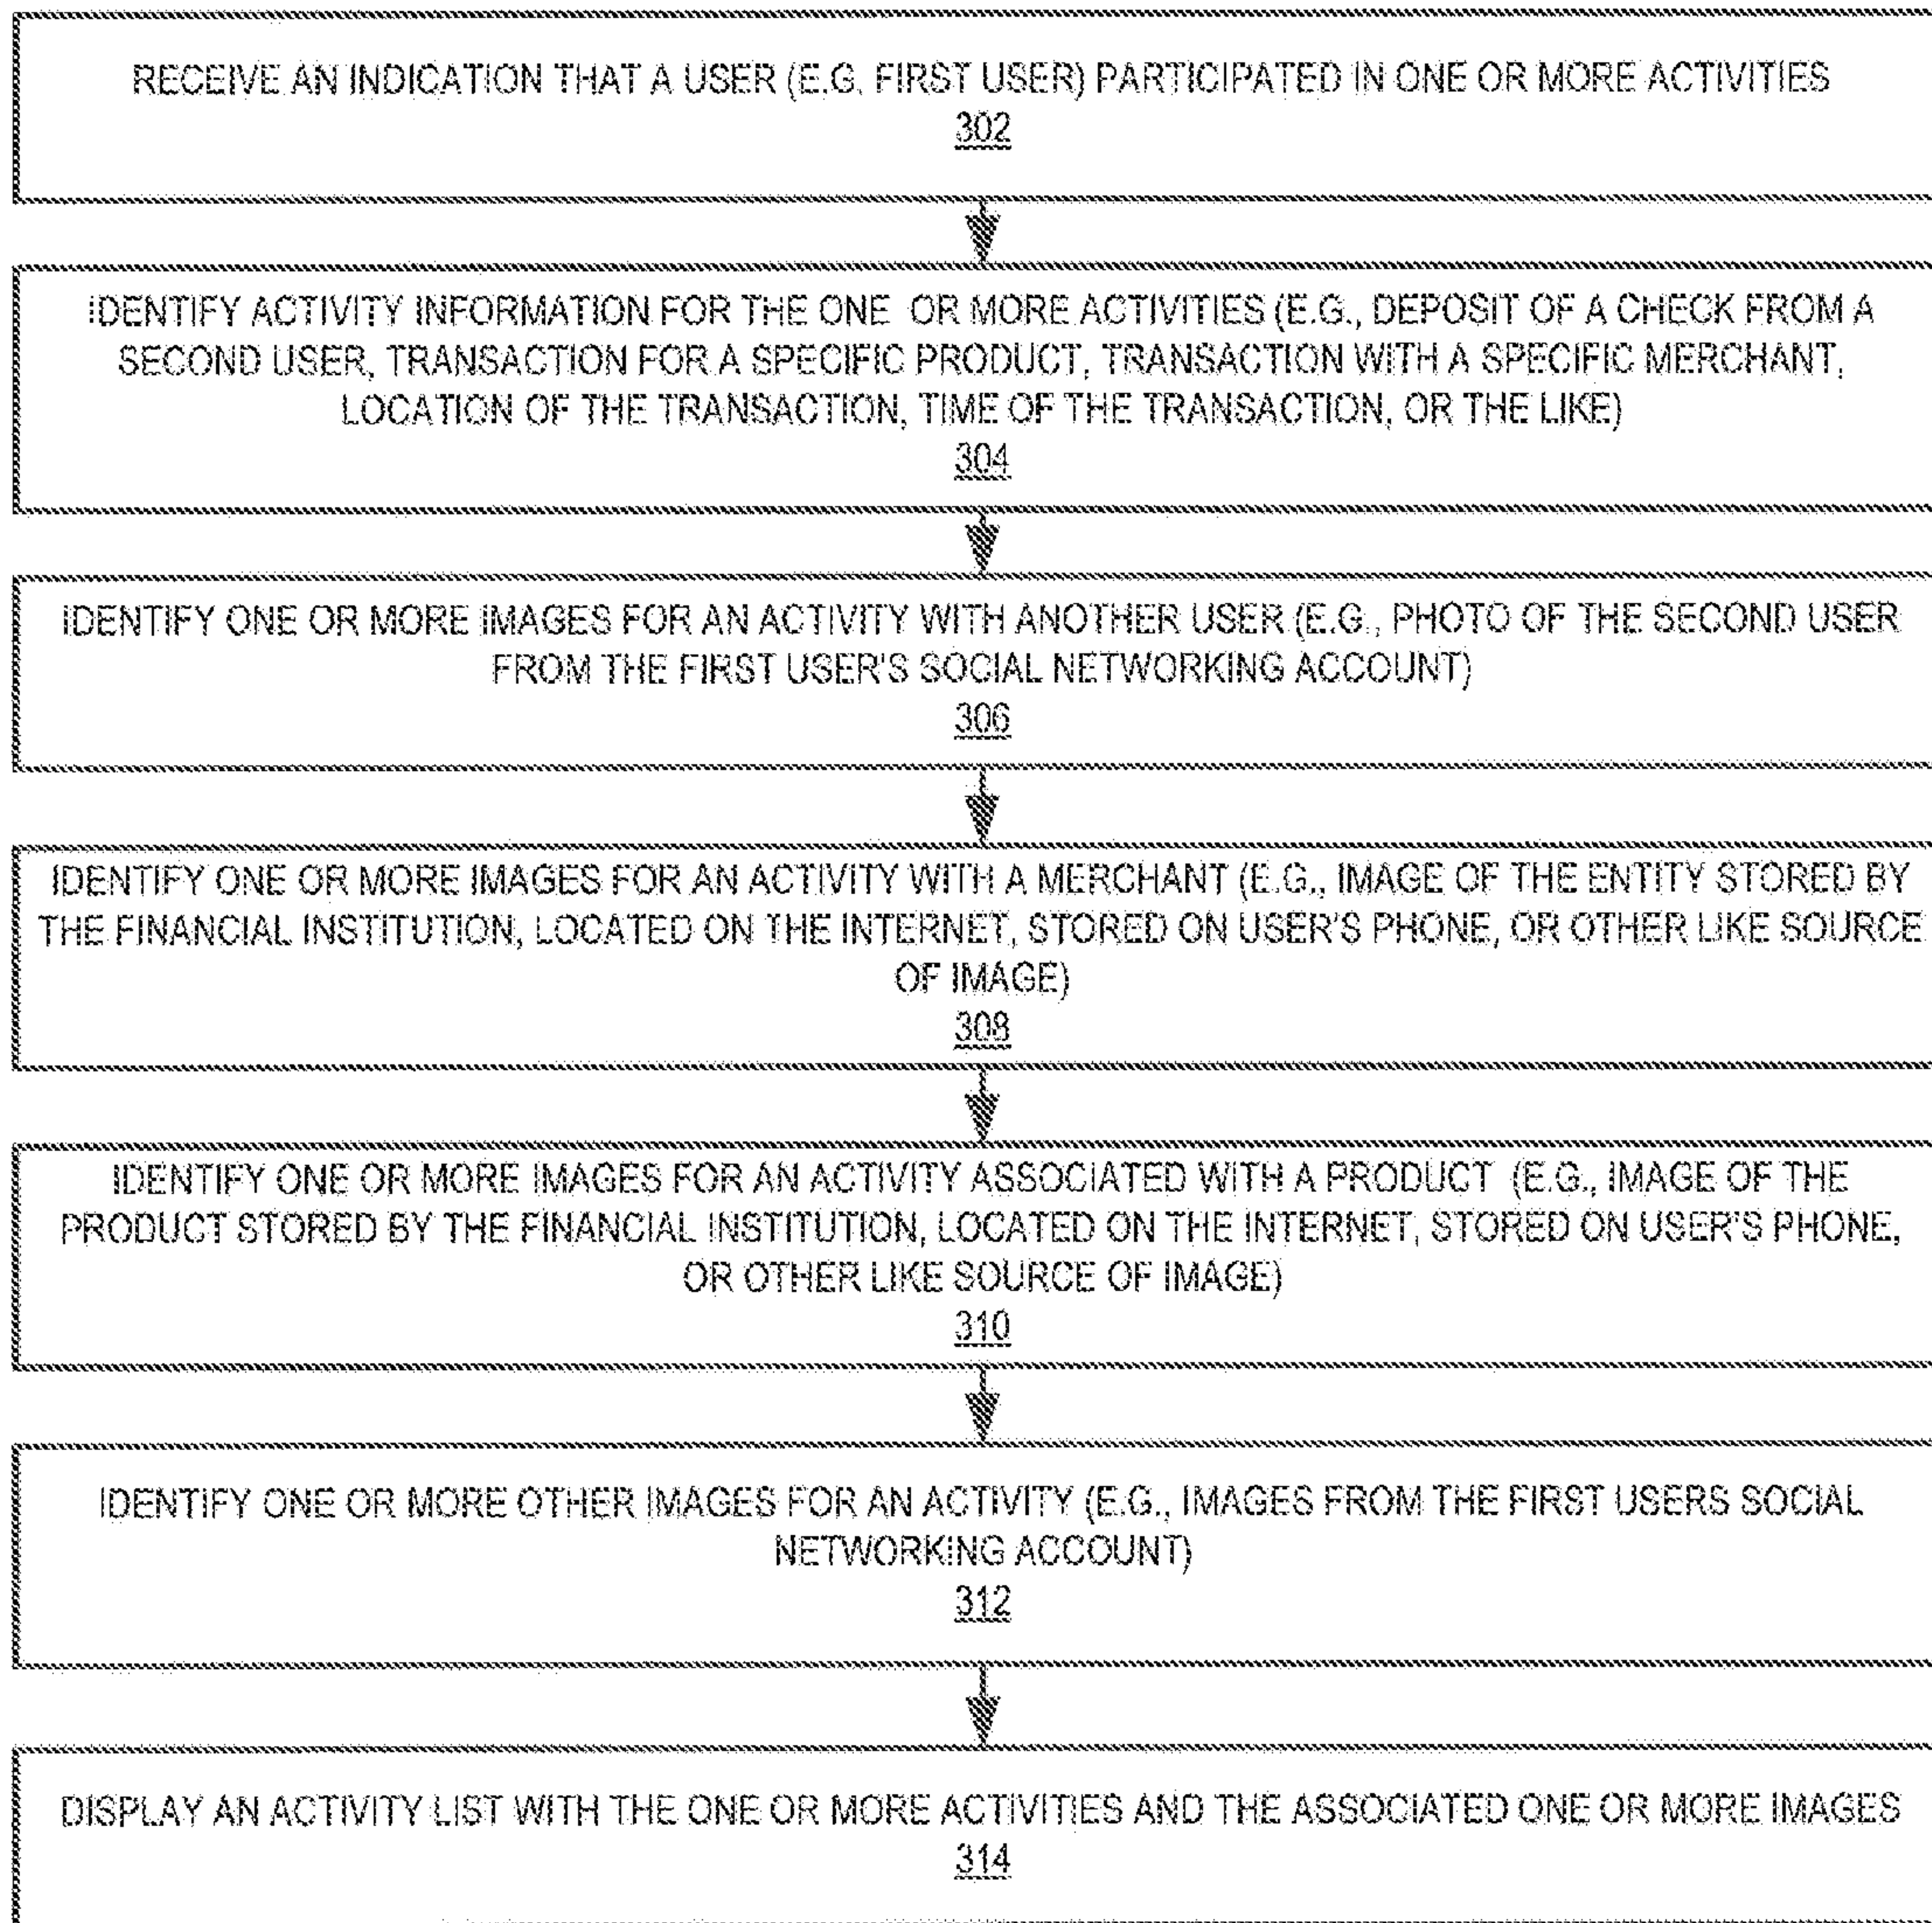 RECEIVE AN INDICATION THAT A USER (E.G. FIRST USER) PARTICIPATED IN ONE OR MORE ACTIVITIES
302
IDENTIFY ACTIVITY INFORMATION FOR THE ONE OR MORE ACTIVITIES (E.G., DEPOSIT OF A CHECK FROM A
SECOND USER, TRANSACTION FOR A SPECIFIC PRODUCT, TRANSACTION WITH A SPECIFIC MERCHANT,
LOCATION OF THE TRANSACTION, TIME OF THE TRANSACTION, OR THE LIKE)
304
IDENTIFY ONE OR MORE IMAGES FOR AN ACTIVITY WITH ANOTHER USER (E.G., PHOTO OF THE SECOND USER
FROM THE FIRST USER'S SOCIAL NETWORKING ACCOUNT)
306
IDENTIFY ONE OR MORE IMAGES FOR AN ACTIVITY WITH A MERCHANT (E.G., IMAGE OF THE ENTITY STORED BY
THE FINANCIAL INSTITUTION, LOCATED ON THE INTERNET, STORED ON USER'S PHONE, OR OTHER LIKE SOURCE
OF IMAGE)
308
IDENTIFY ONE OR MORE IMAGES FOR AN ACTIVITY ASSOCIATED WITH A PRODUCT (E.G., IMAGE OF THE
PRODUCT STORED BY THE FINANCIAL INSTITUTION, LOCATED ON THE INTERNET, STORED ON USER'S PHONE,
OR OTHER LIKE SOURCE OF IMAGE)
310
IDENTIFY ONE OR MORE OTHER IMAGES FOR AN ACTIVITY (E.G., IMAGES FROM THE FIRST USERS SOCIAL
NETWORKING ACCOUNT)
312
DISPLAY AN ACTIVITY LIST WITH THE ONE OR MORE ACTIVITIES AND THE ASSOCIATED ONE OR MORE IMAGES
314